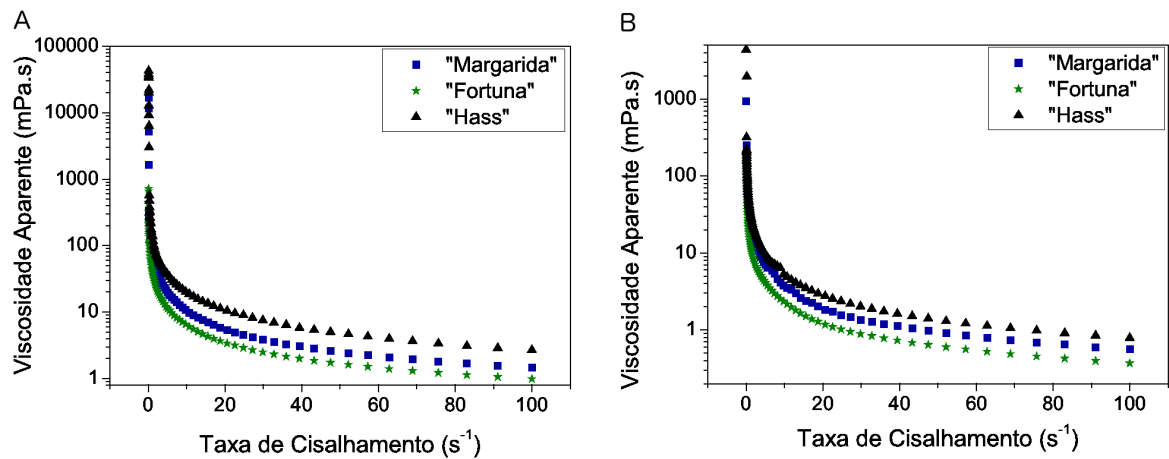 A
Viscosidade Aparente (mPa.s)
100000
10000
1000
100
10
1
"Margarida"
"Fortuna"
"Hass"
0 20 40 60 80 100
Taxa de Cisalhamento (s⁻¹)
B
Viscosidade Aparente (mPa.s)
1000
100
10
1
"Margarida"
"Fortuna"
"Hass"
0 20 40 60 80 100
Taxa de Cisalhamento (s⁻¹)